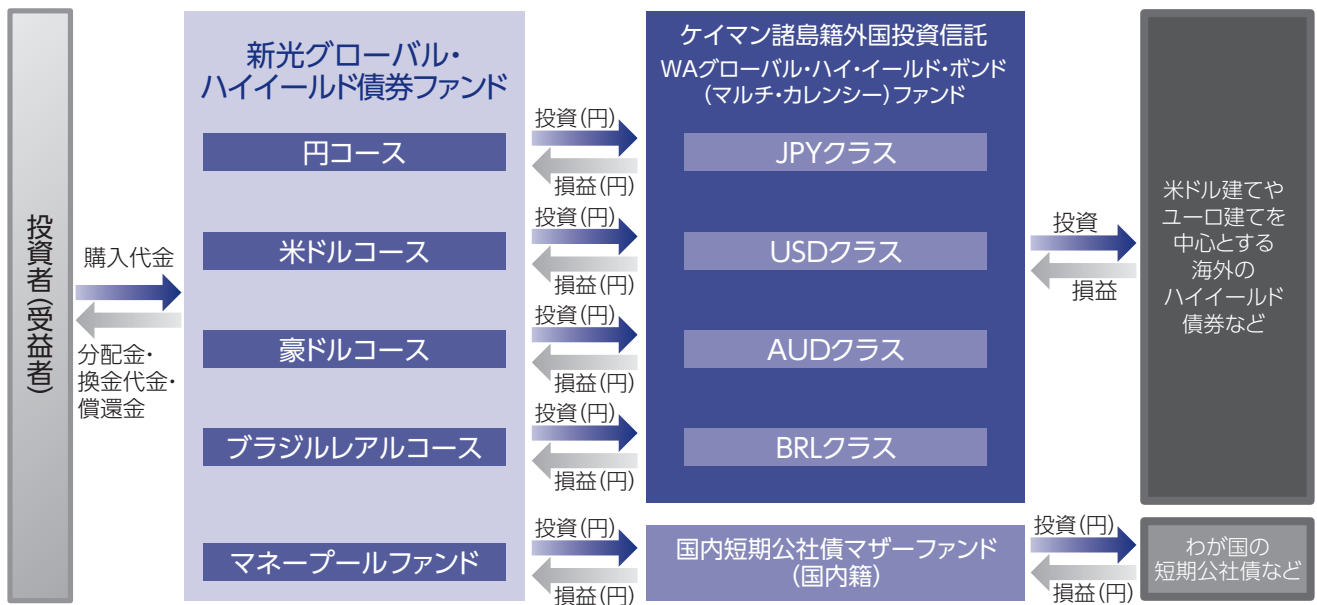 投資者(受益者)
購入代金
分配金・
換金代金・
償還金
新光グローバル・
ハイイールド債券ファンド
円コース
米ドルコース
豪ドルコース
ブラジルレアルコース
マネープールファンド
投資(円)
損益(円)
投資(円)
損益(円)
投資(円)
損益(円)
投資(円)
損益(円)
投資(円)
損益(円)
ケイマン諸島籍外国投資信託
WAグローバル・ハイ・イールド・ボンド
(マルチ・カレンシー)ファンド
JPYクラス
USDクラス
AUDクラス
BRLクラス
国内短期公社債マザーファンド
(国内籍)
投資
損益
投資(円)
損益(円)
米ドル建てや
ユーロ建てを
中心とする
海外の
ハイイールド
債券など
わが国の
短期公社債など